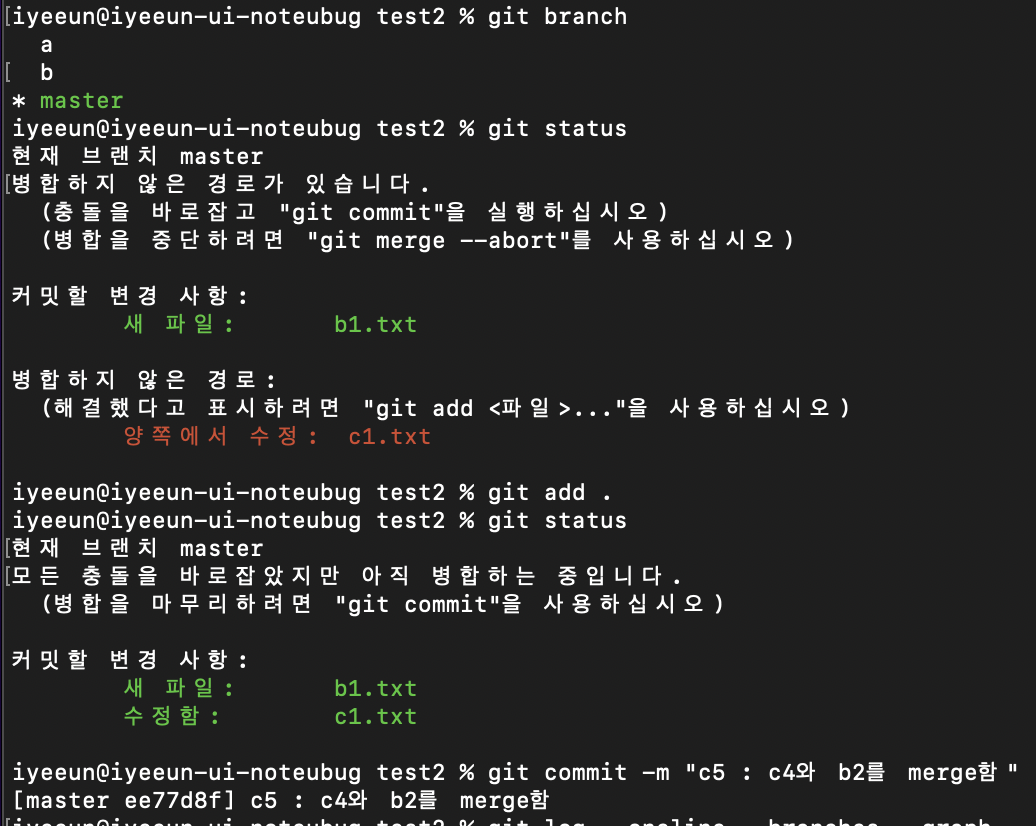 iyeeun@iyeeun-ui-noteubug test2 % git branch
a
b
* master
iyeeun@iyeeun-ui-noteubug test2 % git status
현재 브랜치 master
병합하지 않은 경로가 있습니다.
(충돌을 바로잡고 "git commit"을 실행하십시오)
(병합을 중단하려면 "git merge --abort"를 사용하십시오)
커밋할 변경 사항:
새 파일: b1.txt
병합하지 않은 경로:
(해결했다고 표시하려면 "git add <파일>..."을 사용하십시오)
양쪽에서 수정: c1.txt
iyeeun@iyeeun-ui-noteubug test2 % git add .
iyeeun@iyeeun-ui-noteubug test2 % git status
현재 브랜치 master
모든 충돌을 바로잡았지만 아직 병합하는 중입니다.
(병합을 마무리하려면 "git commit"을 사용하십시오)
커밋할 변경 사항:
새 파일: b1.txt
수정함: c1.txt
iyeeun@iyeeun-ui-noteubug test2 % git commit -m "c5 : c4와 b2를 merge함"
[master ee77d8f] c5 : c4와 b2를 merge함
iyeeun@iyeeun-ui-noteubug test2 % git log --oneline --branches --graph